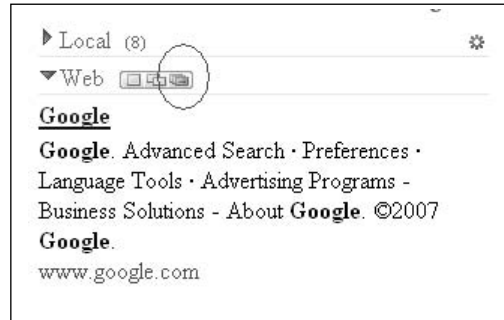 Local (8)
Web
Google
Google. Advanced Search · Preferences ·
Language Tools · Advertising Programs -
Business Solutions - About Google. ©2007
Google.
www.google.com